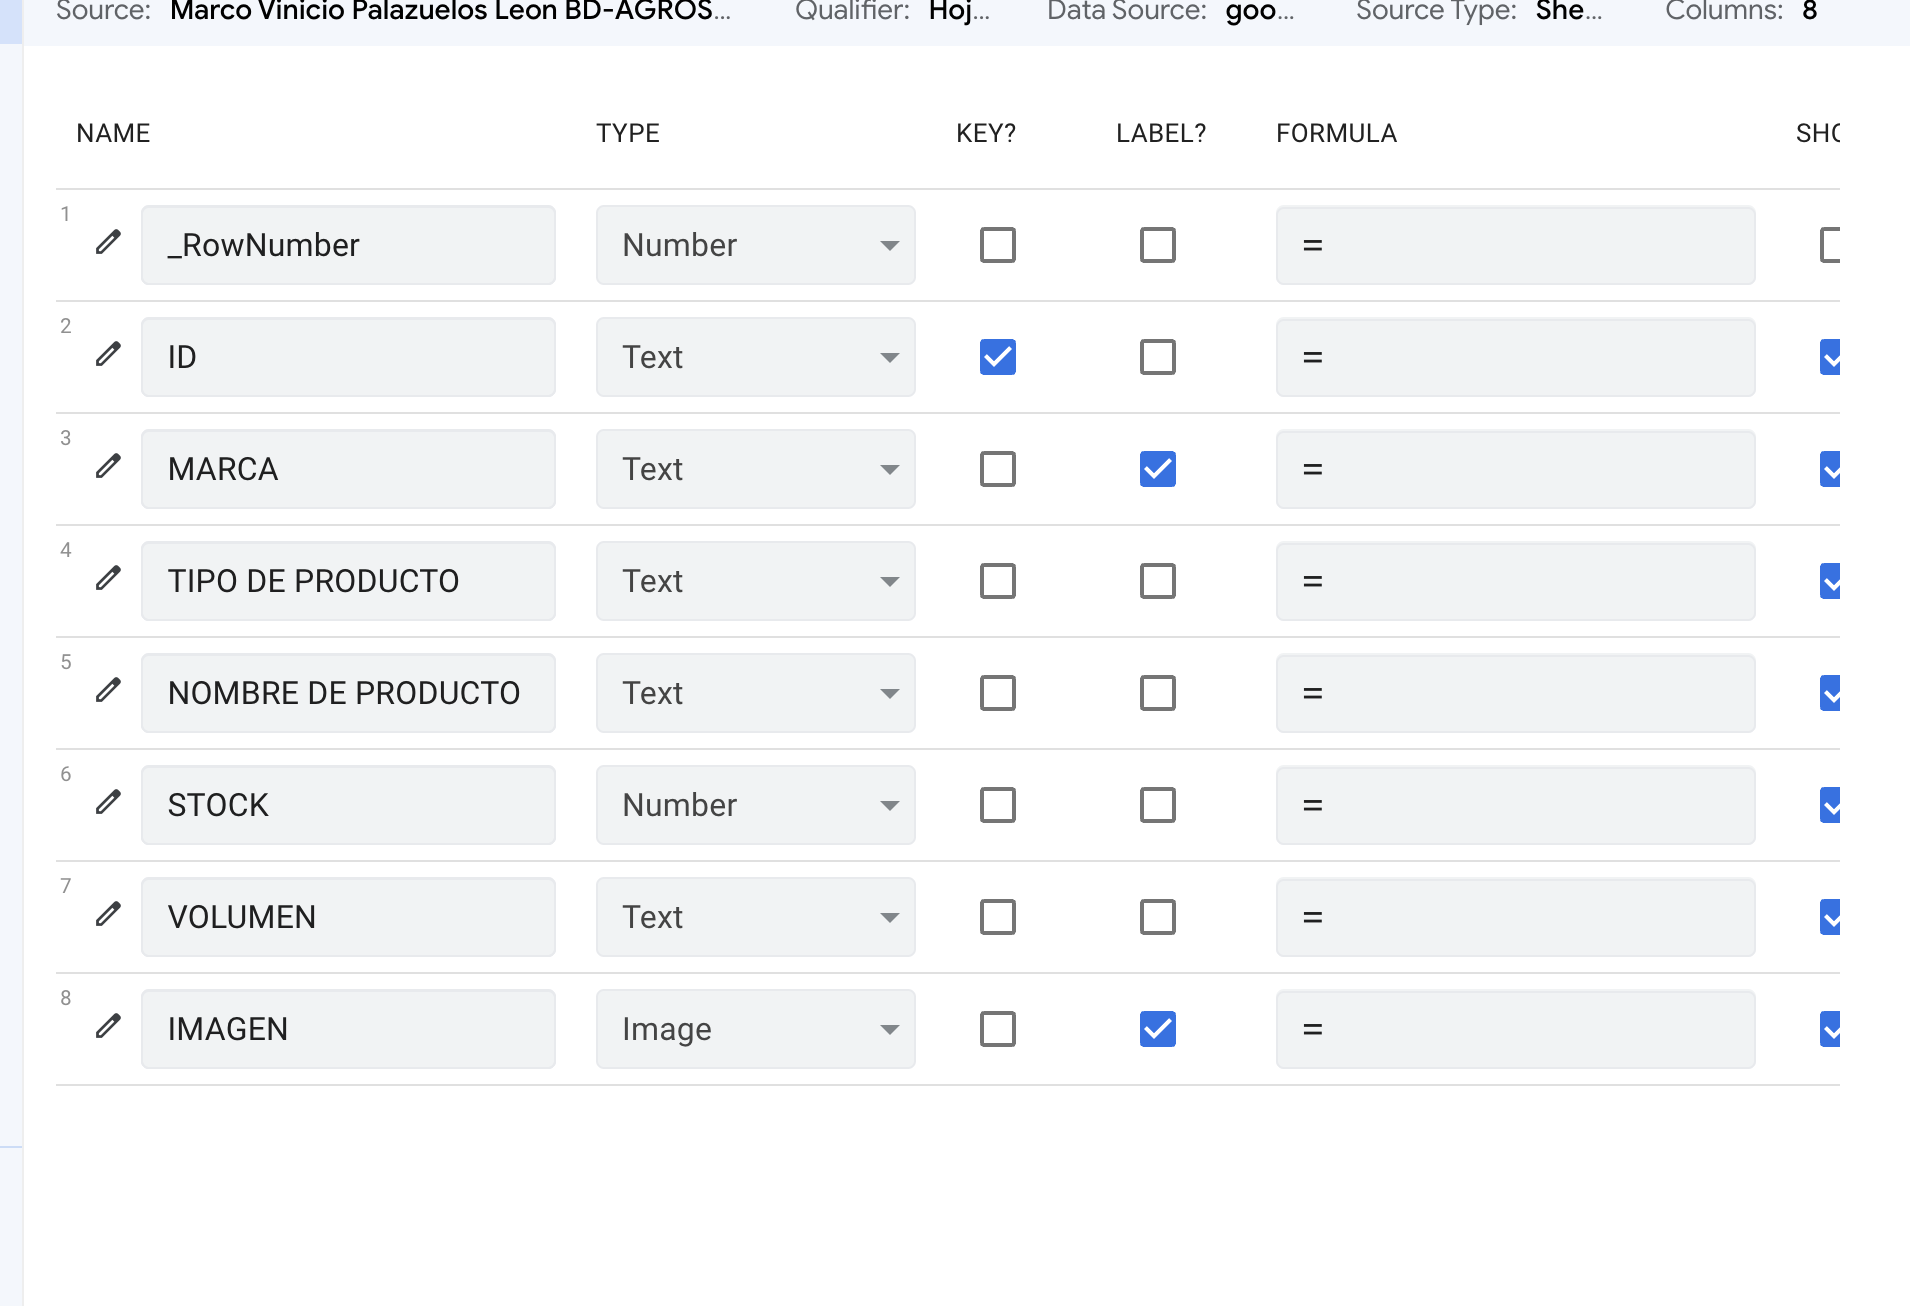 Source: Marco Vinicio Palazuelos Leon BD-AGROS... Qualifier: Hoj... Data Source: goo... Source Type: She... Columns: 8
NAME TYPE KEY? LABEL? FORMULA SHO
1 _RowNumber Number =
2 ID Text =
3 MARCA Text =
4 TIPO DE PRODUCTO Text =
5 NOMBRE DE PRODUCTO Text =
6 STOCK Number =
7 VOLUMEN Text =
8 IMAGEN Image =